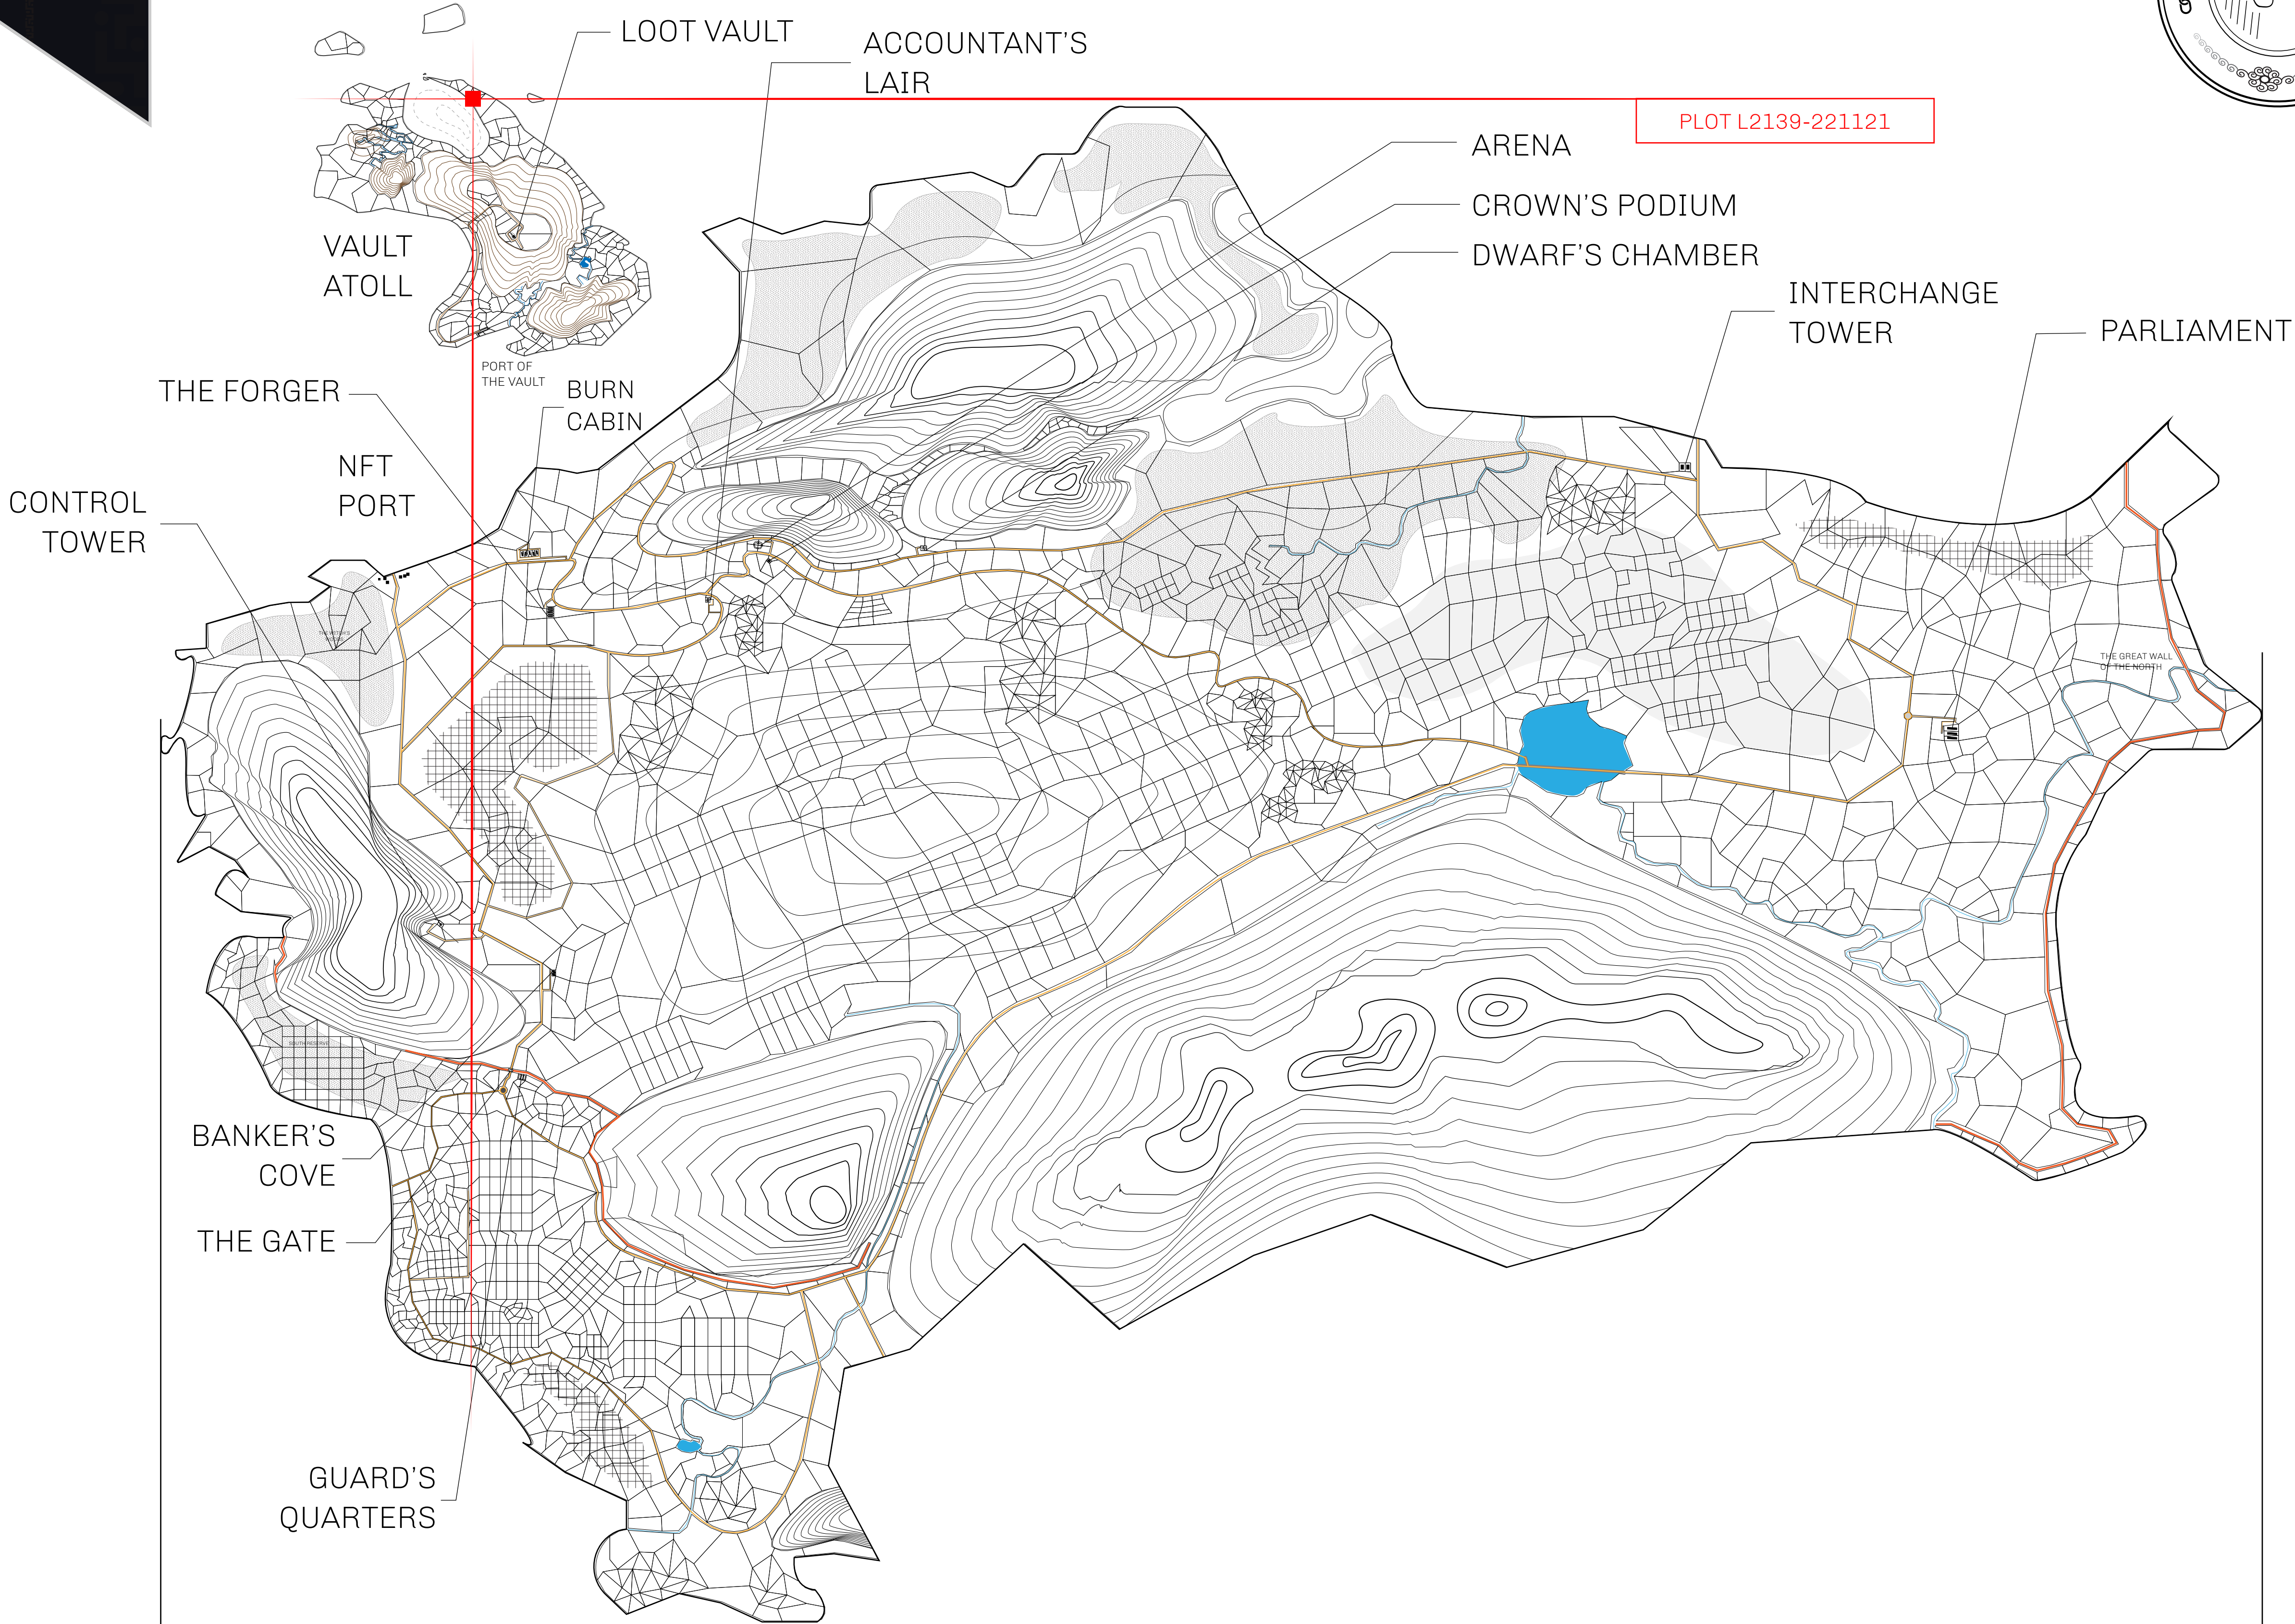 LOOT VAULT
ACCOUNTANT'S
LAIR
PLOT L2139-221121
ARENA
CROWN'S PODIUM
DWARF'S CHAMBER
VAULT
ATOLL
INTERCHANGE
TOWER
PARLIAMENT
PORT OF
THE VAULT
THE FORGER
BURN
CABIN
NFT
PORT
CONTROL
TOWER
THE GREAT WALL
OF THE NORTH
SOUTH RESERVE
BANKER'S
COVE
THE GATE
GUARD'S
QUARTERS